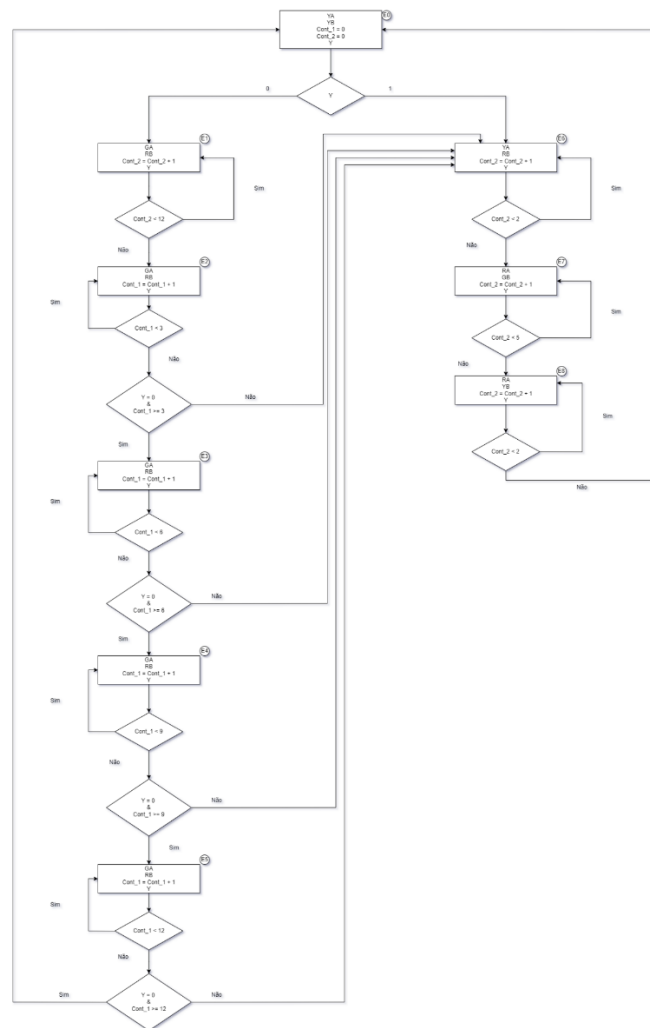 YA
YB
Cont_1 = 0
Cont_2 = 0
Y
E0
Y
0
1
E1
GA
RB
Cont_2 = Cont_2 + 1
Y
Sim
Cont_2 < 12
Não
E2
GA
RB
Cont_1 = Cont_1 + 1
Y
Sim
Cont_1 < 3
Não
Y = 0
&
Cont_1 >= 3
Não
Sim
E3
GA
RB
Cont_1 = Cont_1 + 1
Y
Sim
Cont_1 < 6
Não
Y = 0
&
Cont_1 >= 6
Não
Sim
E4
GA
RB
Cont_1 = Cont_1 + 1
Y
Sim
Cont_1 < 9
Não
Y = 0
&
Cont_1 >= 9
Não
Sim
E5
GA
RB
Cont_1 = Cont_1 + 1
Y
Sim
Cont_1 < 12
Não
Y = 0
&
Cont_1 >= 12
Sim
Não
YA
RB
Cont_2 = Cont_2 + 1
Y
Sim
Cont_2 < 2
Não
E7
RA
GB
Cont_2 = Cont_2 + 1
Y
Sim
Cont_2 < 5
Não
RA
YB
Cont_2 = Cont_2 + 1
Y
Sim
Cont_2 < 2
Não